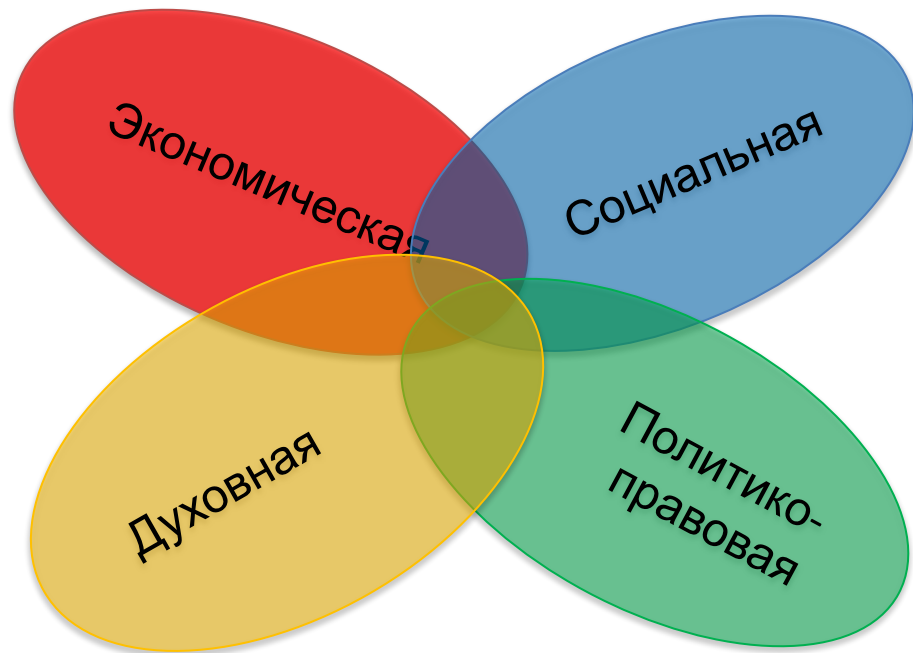 Экономическая
Социальная
Духовная
Политико-
правовая